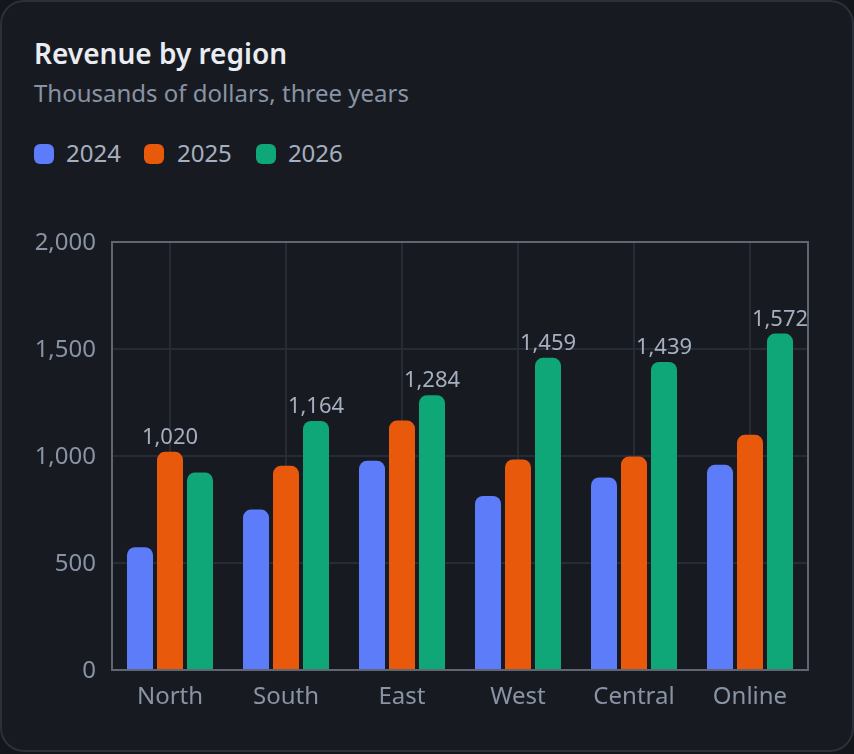 Revenue by region
Thousands of dollars, three years
2024 2025 2026
2,000
1,500
1,000
500
0
1,020
1,164
1,284
1,459
1,439
1,572
North South East West Central Online